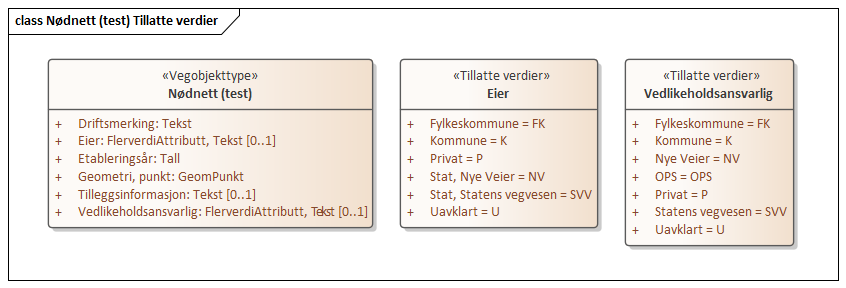 class Nødnett (test) Tillatte verdier
«Vegobjekttype»
Nødnett (test)
+ Driftsmerking: Tekst
+ Eier: FlerverdiAttributt, Tekst [0..1]
+ Etableringsår: Tall
+ Geometri, punkt: GeomPunkt
+ Tilleggsinformasjon: Tekst [0..1]
+ Vedlikeholdsansvarlig: FlerverdiAttributt, Tekst [0..1]
«Tillatte verdier»
Eier
+ Fylkeskommune = FK
+ Kommune = K
+ Privat = P
+ Stat, Nye Veier = NV
+ Stat, Statens vegvesen = SVV
+ Uavklart = U
«Tillatte verdier»
Vedlikeholdsansvarlig
+ Fylkeskommune = FK
+ Kommune = K
+ Nye Veier = NV
+ OPS = OPS
+ Privat = P
+ Statens vegvesen = SVV
+ Uavklart = U